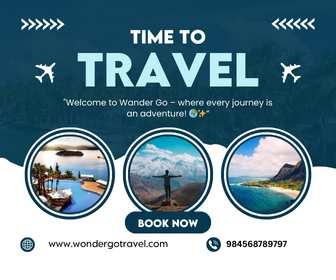 TIME TO
TRAVEL
"Welcome to Wander Go – where every journey is
an adventure! 🌍✨"
BOOK NOW
www.wondergotravel.com
984568789797